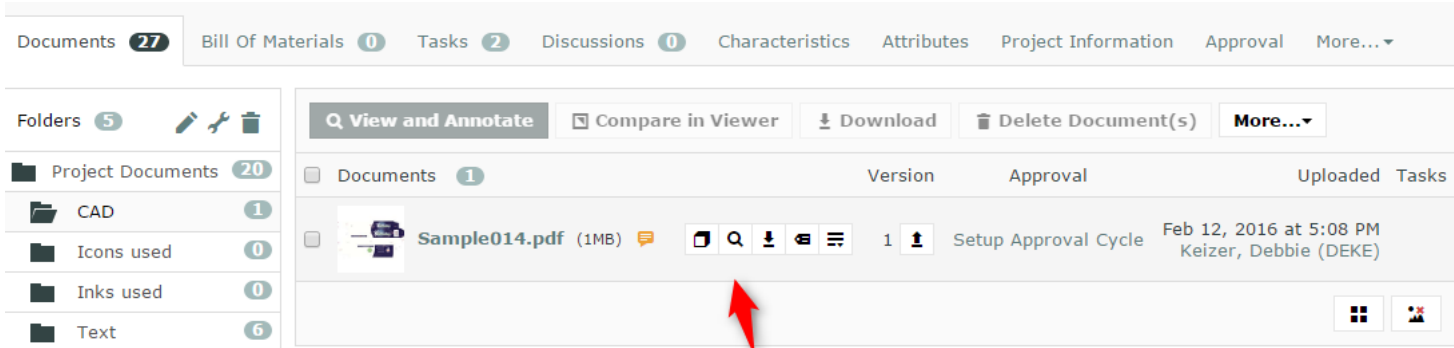 Documents 27 Bill Of Materials 0 Tasks 2 Discussions 0 Characteristics Attributes Project Information Approval More...
Folders 5
View and Annotate Compare in Viewer Download Delete Document(s) More...
Project Documents 20
Documents 1 Version Approval Uploaded Tasks
CAD 1
Sample014.pdf (1MB) 1 Setup Approval Cycle Feb 12, 2016 at 5:08 PM
Keizer, Debbie (DEKE)
Icons used 0
Inks used 0
Text 6